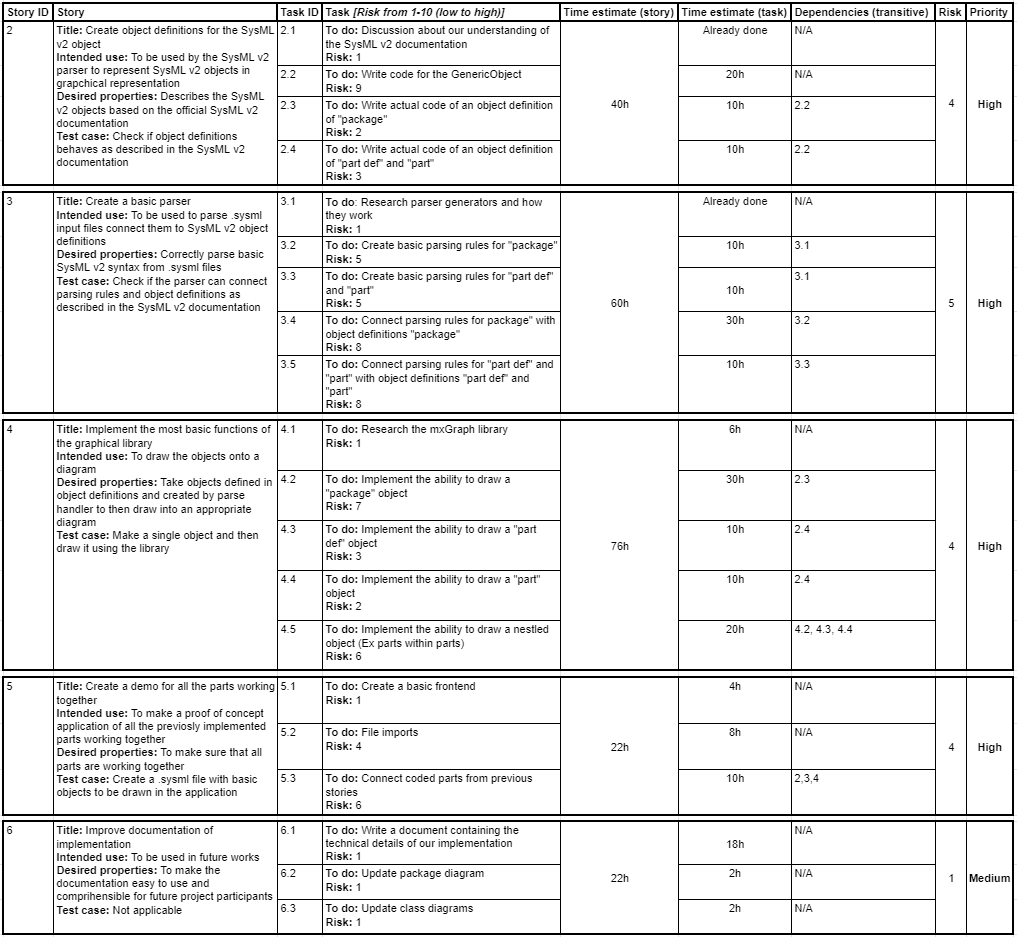 Story ID Story Task ID Task [Risk from 1-10 (low to high)] Time estimate (story) Time estimate (task) Dependencies (transitive) Risk Priority
2
Title: Create object definitions for the SysML
v2 object
Intended use: To be used by the SysML v2
parser to represent SysML v2 objects in
grapchical representation
Desired properties: Describes the SysML
v2 objects based on the official SysML v2
documentation
Test case: Check if object definitions
behaves as described in the SysML v2
documentation
2.1
To do: Discussion about our understanding of
the SysML v2 documentation
Risk: 1
Already done
N/A
2.2
To do: Write code for the GenericObject
Risk: 9
20h
N/A
2.3
To do: Write actual code of an object definition
of "package"
Risk: 2
10h
2.2
2.4
To do: Write actual code of an object definition
of "part def" and "part"
Risk: 3
10h
2.2
40h
4
High
3
Title: Create a basic parser
Intended use: To be used to parse .sysml
input files connect them to SysML v2 object
definitions
Desired properties: Correctly parse basic
SysML v2 syntax from .sysml files
Test case: Check if the parser can connect
parsing rules and object definitions as
described in the SysML v2 documentation
3.1
To do: Research parser generators and how
they work
Risk: 1
Already done
N/A
3.2
To do: Create basic parsing rules for "package"
Risk: 5
10h
3.1
3.3
To do: Create basic parsing rules for "part def"
and "part"
Risk: 5
10h
3.1
3.4
To do: Connect parsing rules for package" with
object definitions "package"
Risk: 8
30h
3.2
3.5
To do: Connect parsing rules for "part def" and
"part" with object definitions "part def" and
"part"
Risk: 8
10h
3.3
60h
5
High
4
Title: Implement the most basic functions of
the graphical library
Intended use: To draw the objects onto a
diagram
Desired properties: Take objects defined in
object definitions and created by parse
handler to then draw into an appropriate
diagram
Test case: Make a single object and then
draw it using the library
4.1
To do: Research the mxGraph library
Risk: 1
6h
N/A
4.2
To do: Implement the ability to draw a
"package" object
Risk: 7
30h
2.3
4.3
To do: Implement the ability to draw a "part
def" object
Risk: 3
10h
2.4
4.4
To do: Implement the ability to draw a "part"
object
Risk: 2
10h
2.4
4.5
To do: Implement the ability to draw a nestled
object (Ex parts within parts)
Risk: 6
20h
4.2, 4.3, 4.4
76h
4
High
5
Title: Create a demo for all the parts working
together
Intended use: To make a proof of concept
application of all the previosly implemented
parts working together
Desired properties: To make sure that all
parts are working together
Test case: Create a .sysml file with basic
objects to be drawn in the application
5.1
To do: Create a basic frontend
Risk: 1
4h
N/A
5.2
To do: File imports
Risk: 4
8h
N/A
5.3
To do: Connect coded parts from previous
stories
Risk: 6
10h
2,3,4
22h
4
High
6
Title: Improve documentation of
implementation
Intended use: To be used in future works
Desired properties: To make the
documentation easy to use and
comprihensible for future project participants
Test case: Not applicable
6.1
To do: Write a document containing the
technical details of our implementation
Risk: 1
18h
N/A
6.2
To do: Update package diagram
Risk: 1
2h
N/A
6.3
To do: Update class diagrams
Risk: 1
2h
N/A
22h
1
Medium